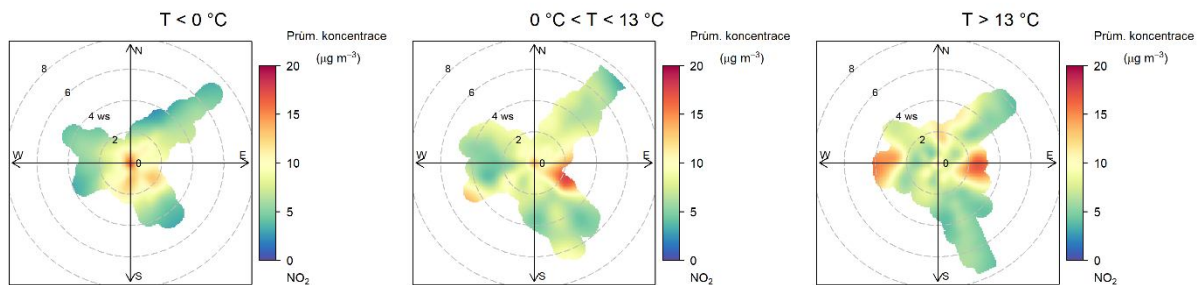 T < 0 °C
Prům. koncentrace
(µg m⁻³)
N
8
6
4 ws
2
0
W
E
S
20
15
10
5
0
NO₂
0 °C < T < 13 °C
Prům. koncentrace
(µg m⁻³)
N
8
6
4 ws
2
0
W
E
S
20
15
10
5
0
NO₂
T > 13 °C
Prům. koncentrace
(µg m⁻³)
N
8
6
4 ws
2
0
W
E
S
20
15
10
5
0
NO₂